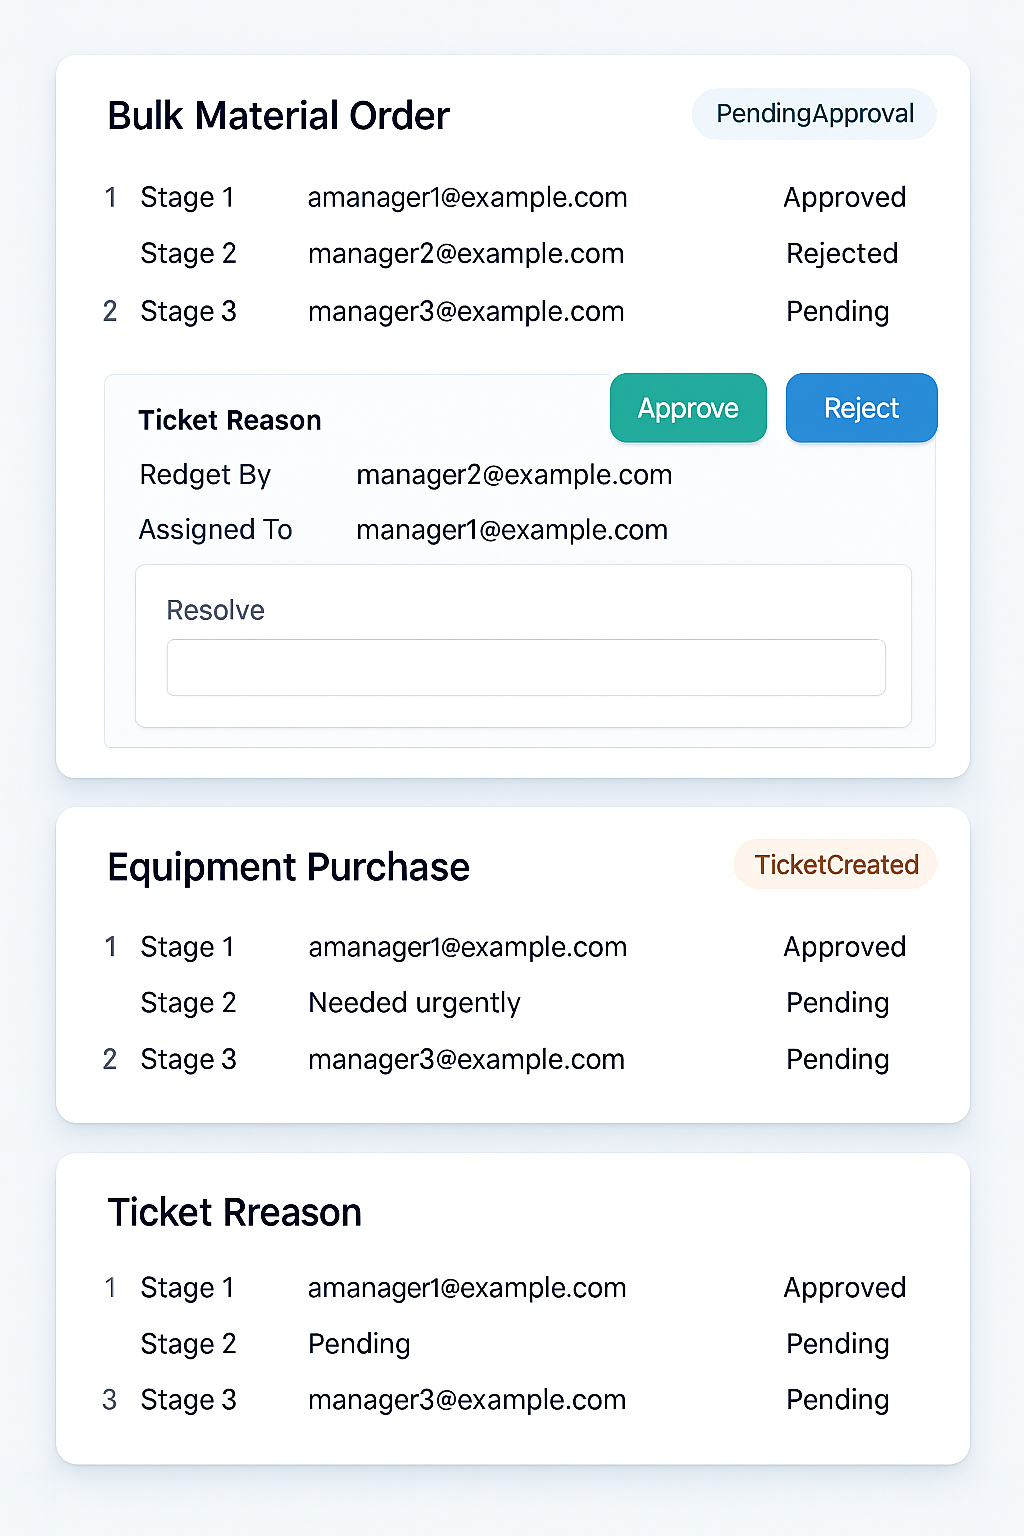 Bulk Material Order PendingApproval
1 Stage 1 amanager1@example.com Approved
Stage 2 manager2@example.com Rejected
2 Stage 3 manager3@example.com Pending
Ticket Reason Approve Reject
Redget By manager2@example.com
Assigned To manager1@example.com
Resolve
Equipment Purchase TicketCreated
1 Stage 1 amanager1@example.com Approved
Stage 2 Needed urgently Pending
2 Stage 3 manager3@example.com Pending
Ticket Rreason
1 Stage 1 amanager1@example.com Approved
Stage 2 Pending Pending
3 Stage 3 manager3@example.com Pending